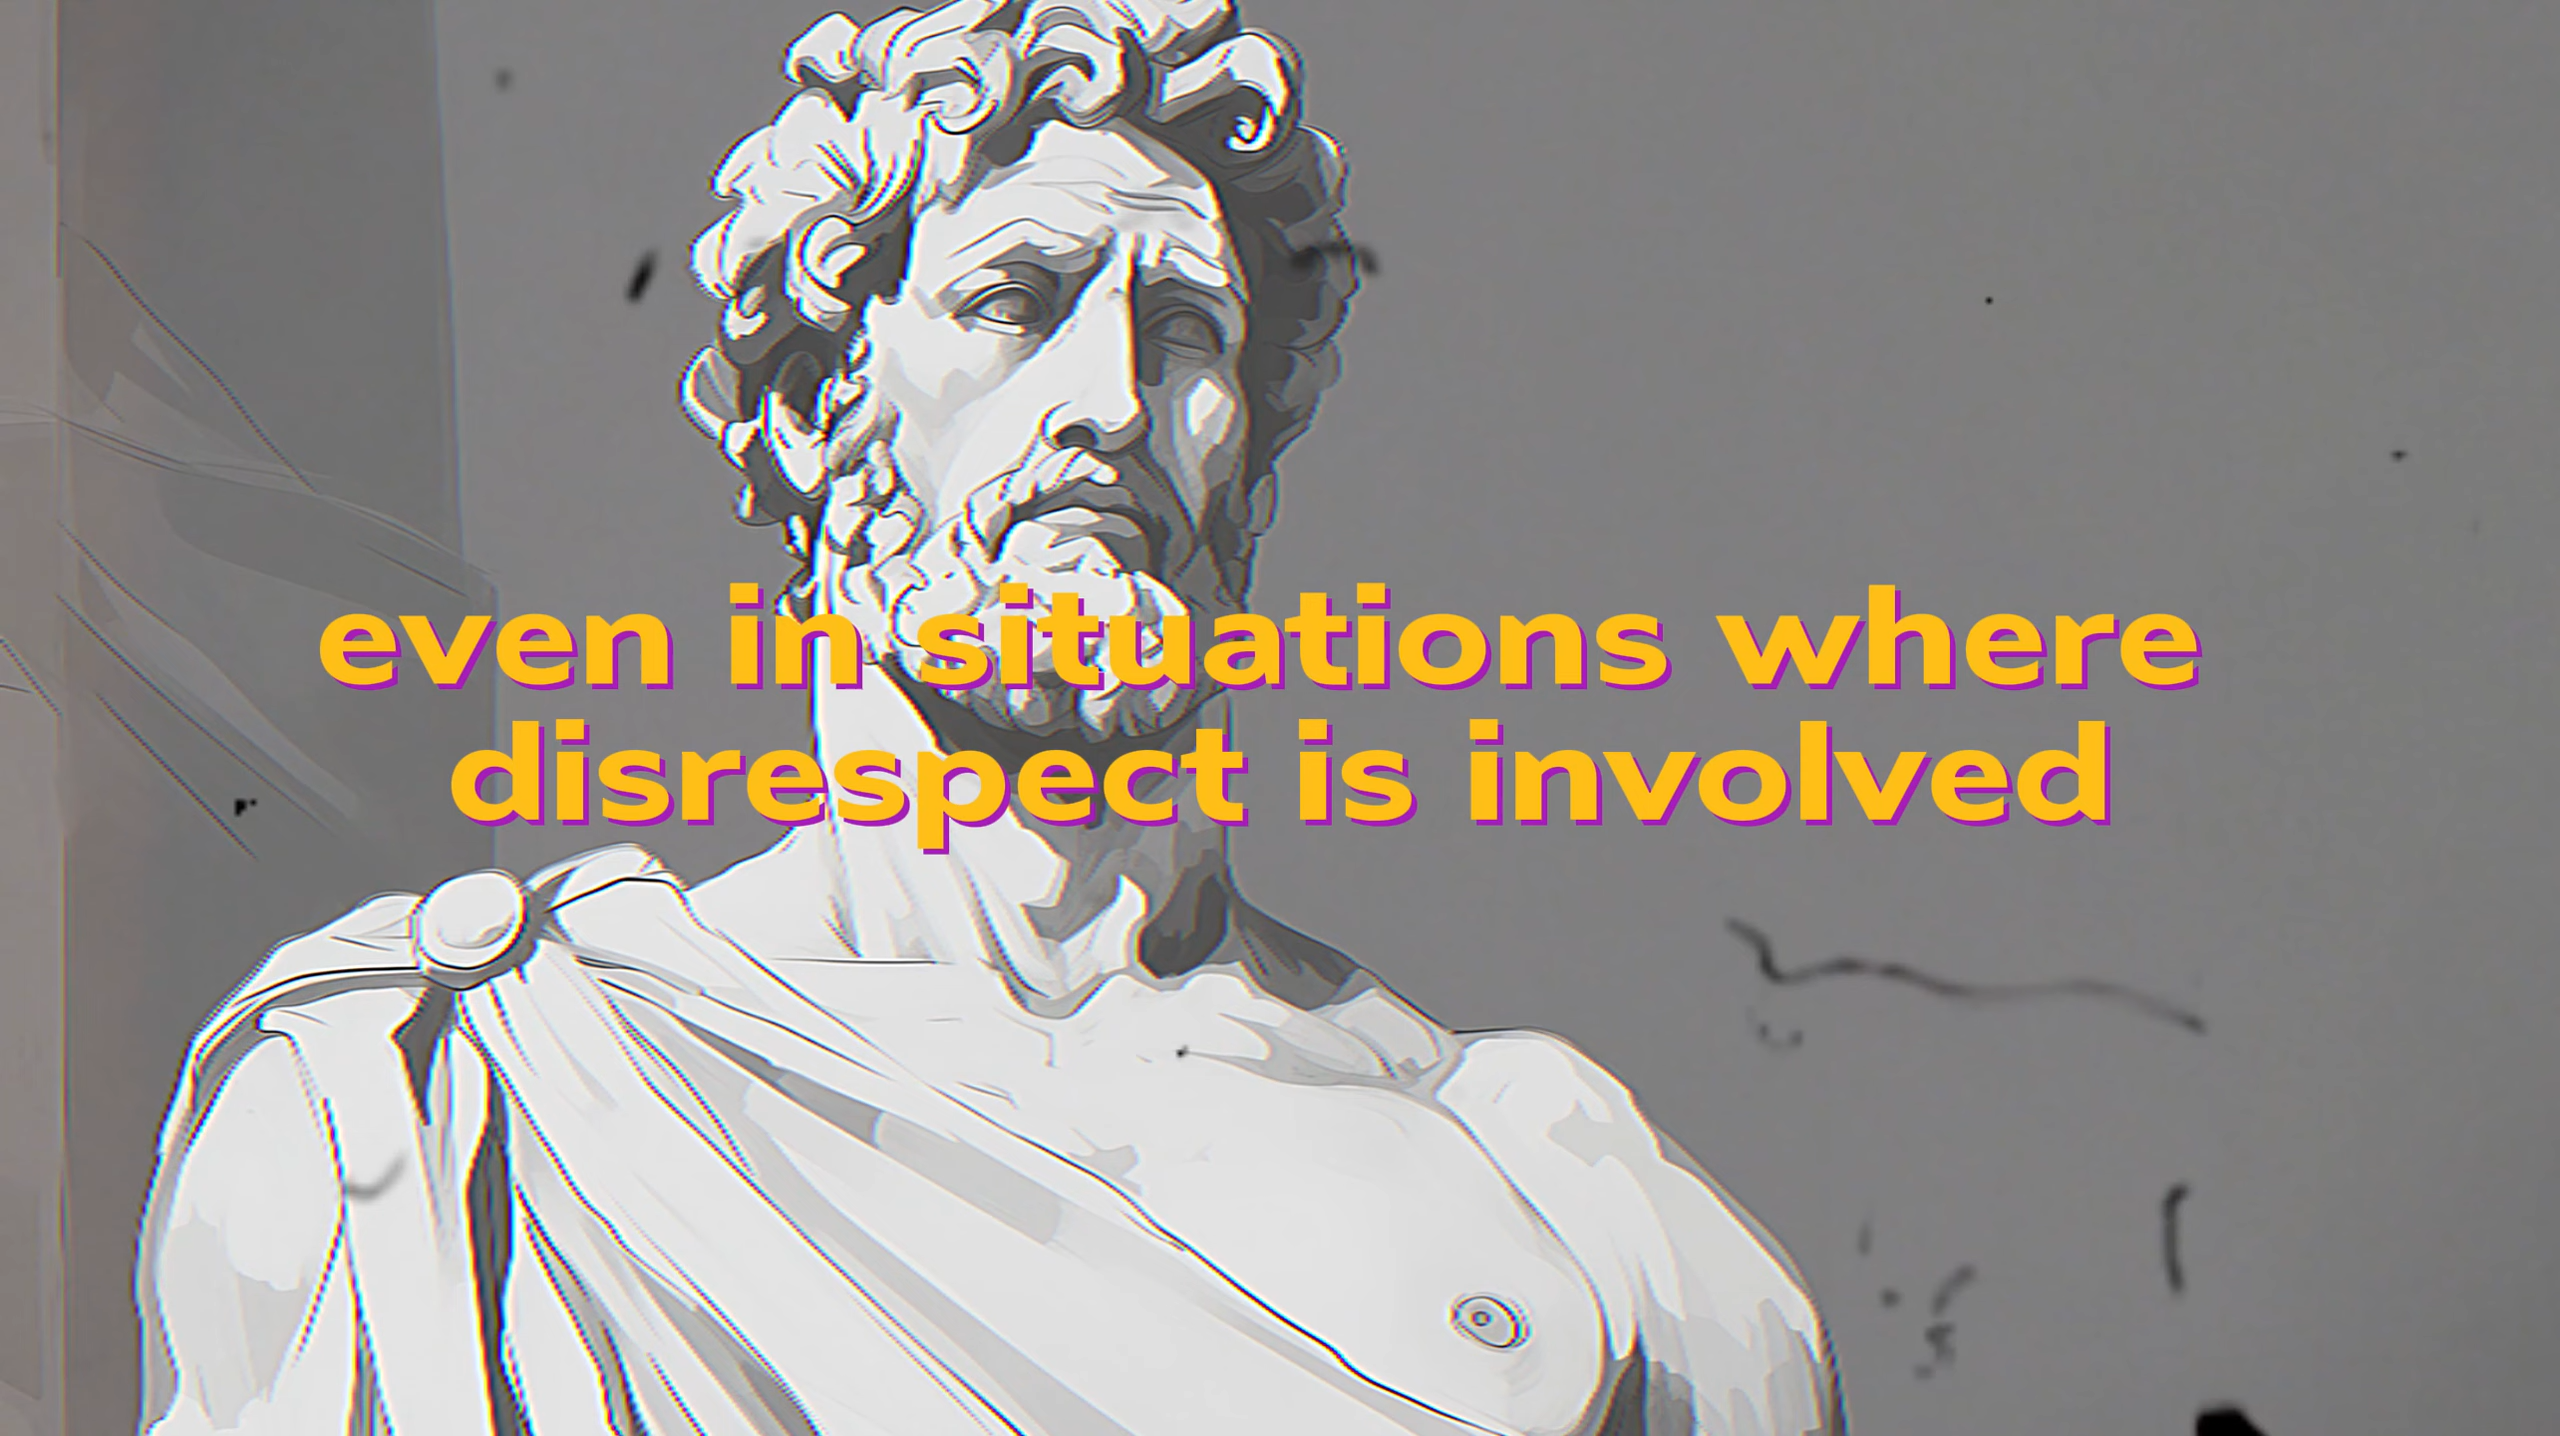 even in situations where
disrespect is involved